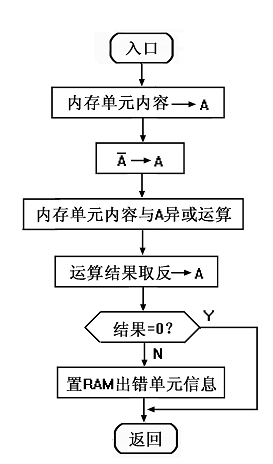 入口
内存单元内容→A
A̅→A
内存单元内容与A异或运算
运算结果取反→A
结果=0?
Y
N
置RAM出错单元信息
返回